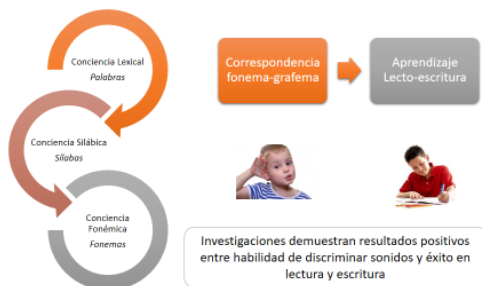 Conciencia Lexical
Palabras
Conciencia Silábica
Sílabas
Conciencia
Fonémica
Fonemas
Correspondencia
fonema-grafema
Aprendizaje
Lecto-escritura
Investigaciones demuestran resultados positivos
entre habilidad de discriminar sonidos y éxito en
lectura y escritura